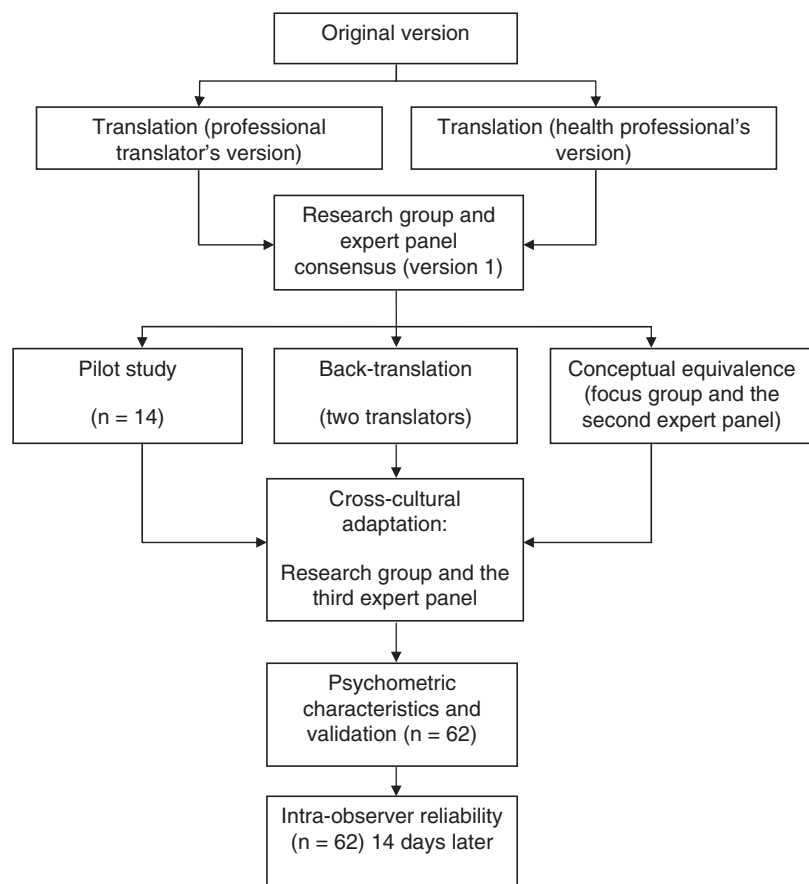 Original version
Translation (professional
translator's version)
Translation (health professional's
version)
Research group and
expert panel
consensus (version 1)
Pilot study
(n = 14)
Back-translation
(two translators)
Conceptual equivalence
(focus group and the
second expert panel)
Cross-cultural
adaptation:
Research group and the
third expert panel
Psychometric
characteristics and
validation (n = 62)
Intra-observer reliability
(n = 62) 14 days later